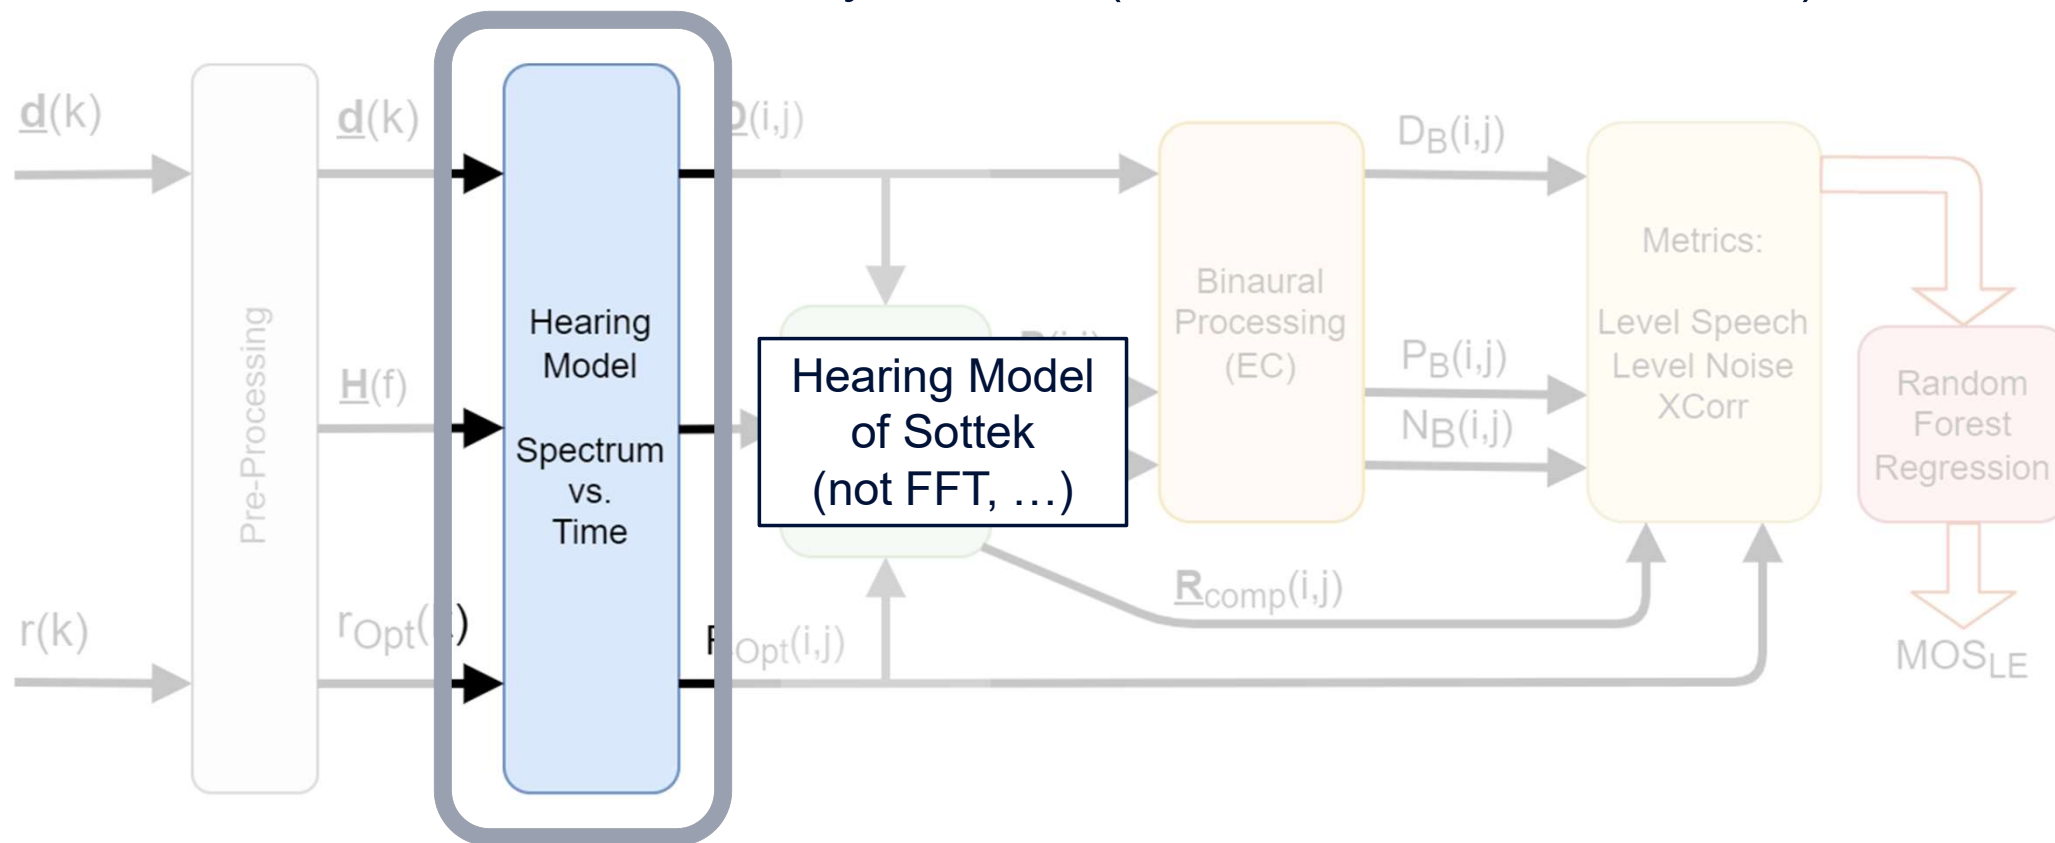 d(k)
r(k)
Pre-Processing
d(k)
H(f)
rOpt(k)
Hearing
Model
Spectrum
vs.
Time
D(i,j)
Opt(i,j)
Hearing Model
of Sottek
(not FFT, …)
Rcomp(i,j)
Binaural
Processing
(EC)
DB(i,j)
PB(i,j)
NB(i,j)
Metrics:
Level Speech
Level Noise
XCorr
Random
Forest
Regression
MOSLE